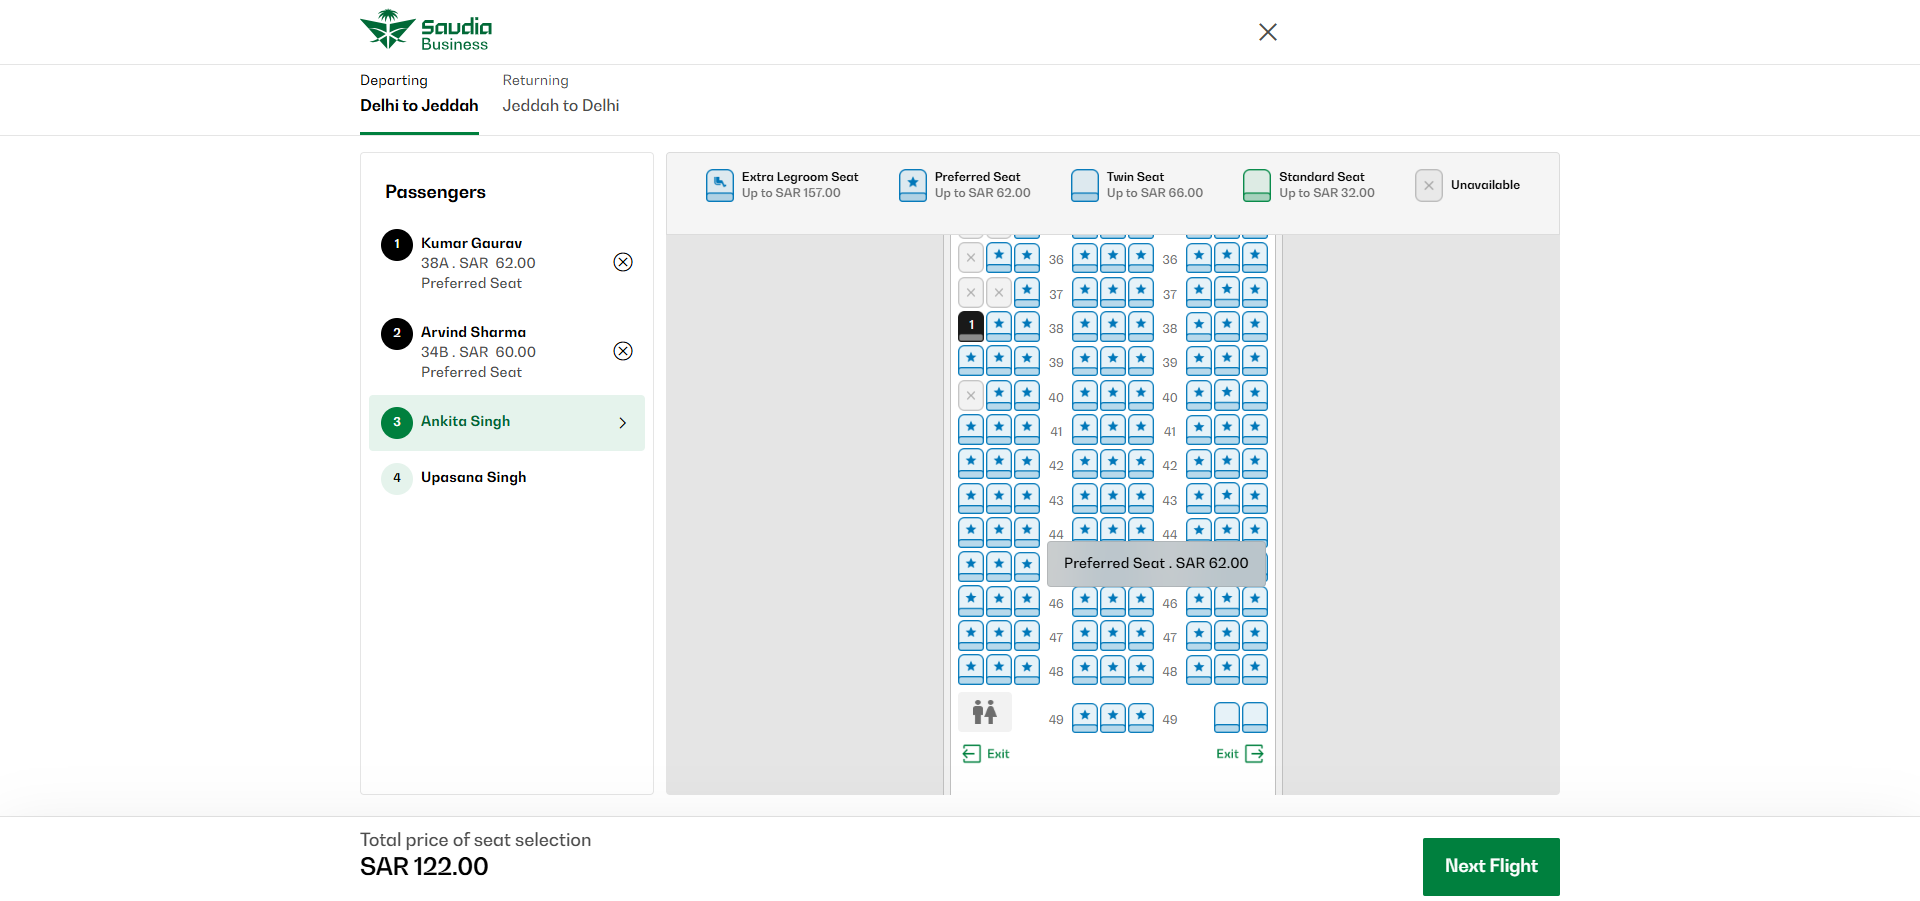 Saudia
Business
Departing
Delhi to Jeddah
Returning
Jeddah to Delhi
Passengers
1
Kumar Gaurav
38A . SAR 62.00
Preferred Seat
2
Arvind Sharma
34B . SAR 60.00
Preferred Seat
3
Ankita Singh
4
Upasana Singh
Extra Legroom Seat
Up to SAR 157.00
Preferred Seat
Up to SAR 62.00
Twin Seat
Up to SAR 66.00
Standard Seat
Up to SAR 32.00
Unavailable
36 36
37 37
1 38 38
39 39
40 40
41 41
42 42
43 43
44 44
Preferred Seat . SAR 62.00
46 46
47 47
48 48
49 49
Exit Exit
Total price of seat selection
SAR 122.00
Next Flight